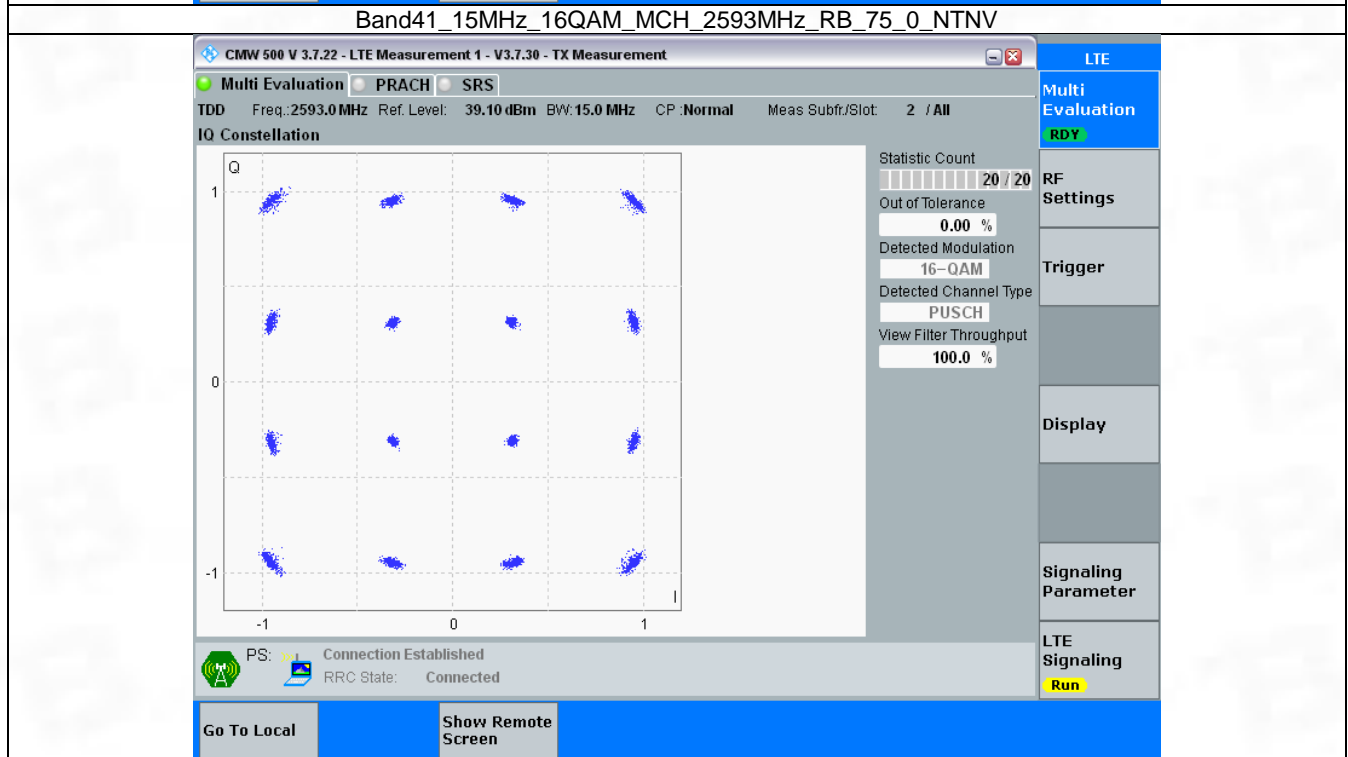 Band41_15MHz_16QAM_MCH_2593MHz_RB_75_0_NTNV
CMW 500 V 3.7.22 - LTE Measurement 1 - V3.7.30 - TX Measurement
LTE
Multi Evaluation PRACH SRS
TDD Freq.:2593.0 MHz Ref. Level: 39.10 dBm BW:15.0 MHz CP :Normal Meas Subfr./Slot: 2 / All
IQ Constellation
Q
1
0
-1
I
-1 0 1
Statistic Count
20 / 20
Out of Tolerance
0.00 %
Detected Modulation
16-QAM
Detected Channel Type
PUSCH
View Filter Throughput
100.0 %
Multi
Evaluation
RDY
RF
Settings
Trigger
Display
Signaling
Parameter
LTE
Signaling
Run
PS: Connection Established
RRC State: Connected
Go To Local
Show Remote
Screen